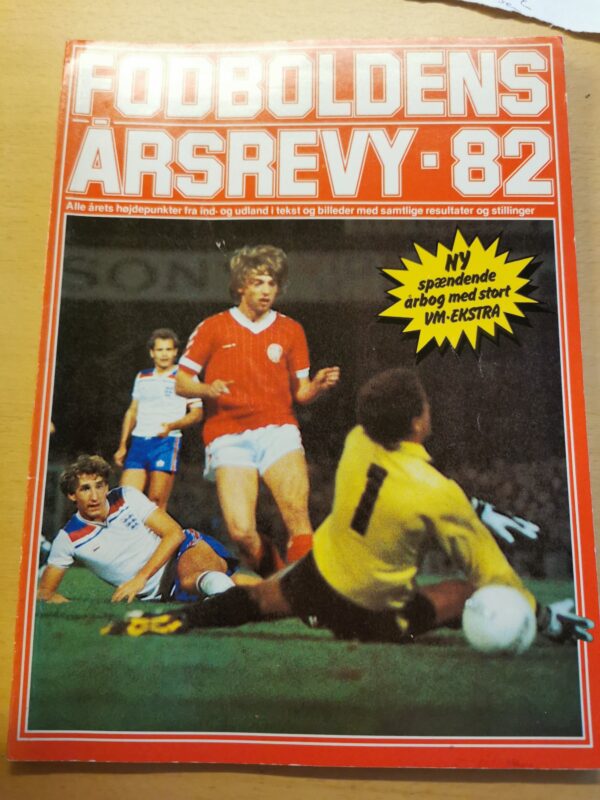 FODBOLDENS
ÅRSREVY · 82
Alle årets højdepunkter fra ind- og udland i tekst og billeder med samtlige resultater og stillinger
NY
spændende
årbog med stort
VM-EKSTRA
SON
1